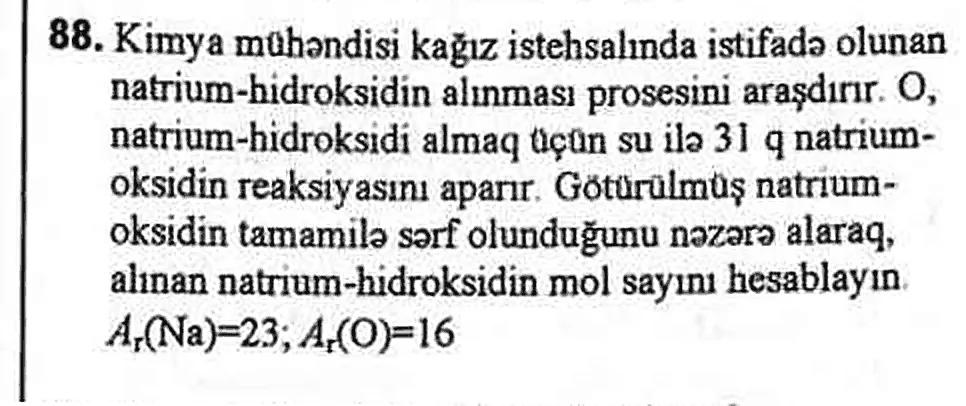 88. Kimya mühəndisi kağız istehsalında istifadə olunan
natrium-hidroksidin alınması prosesini araşdırır. O,
natrium-hidroksidi almaq üçün su ilə 31 q natrium-
oksidin reaksiyasını aparır. Götürülmüş natrium-
oksidin tamamilə sərf olunduğunu nəzərə alaraq,
alınan natrium-hidroksidin mol sayını hesablayın.
Aᵣ(Na)=23; Aᵣ(O)=16